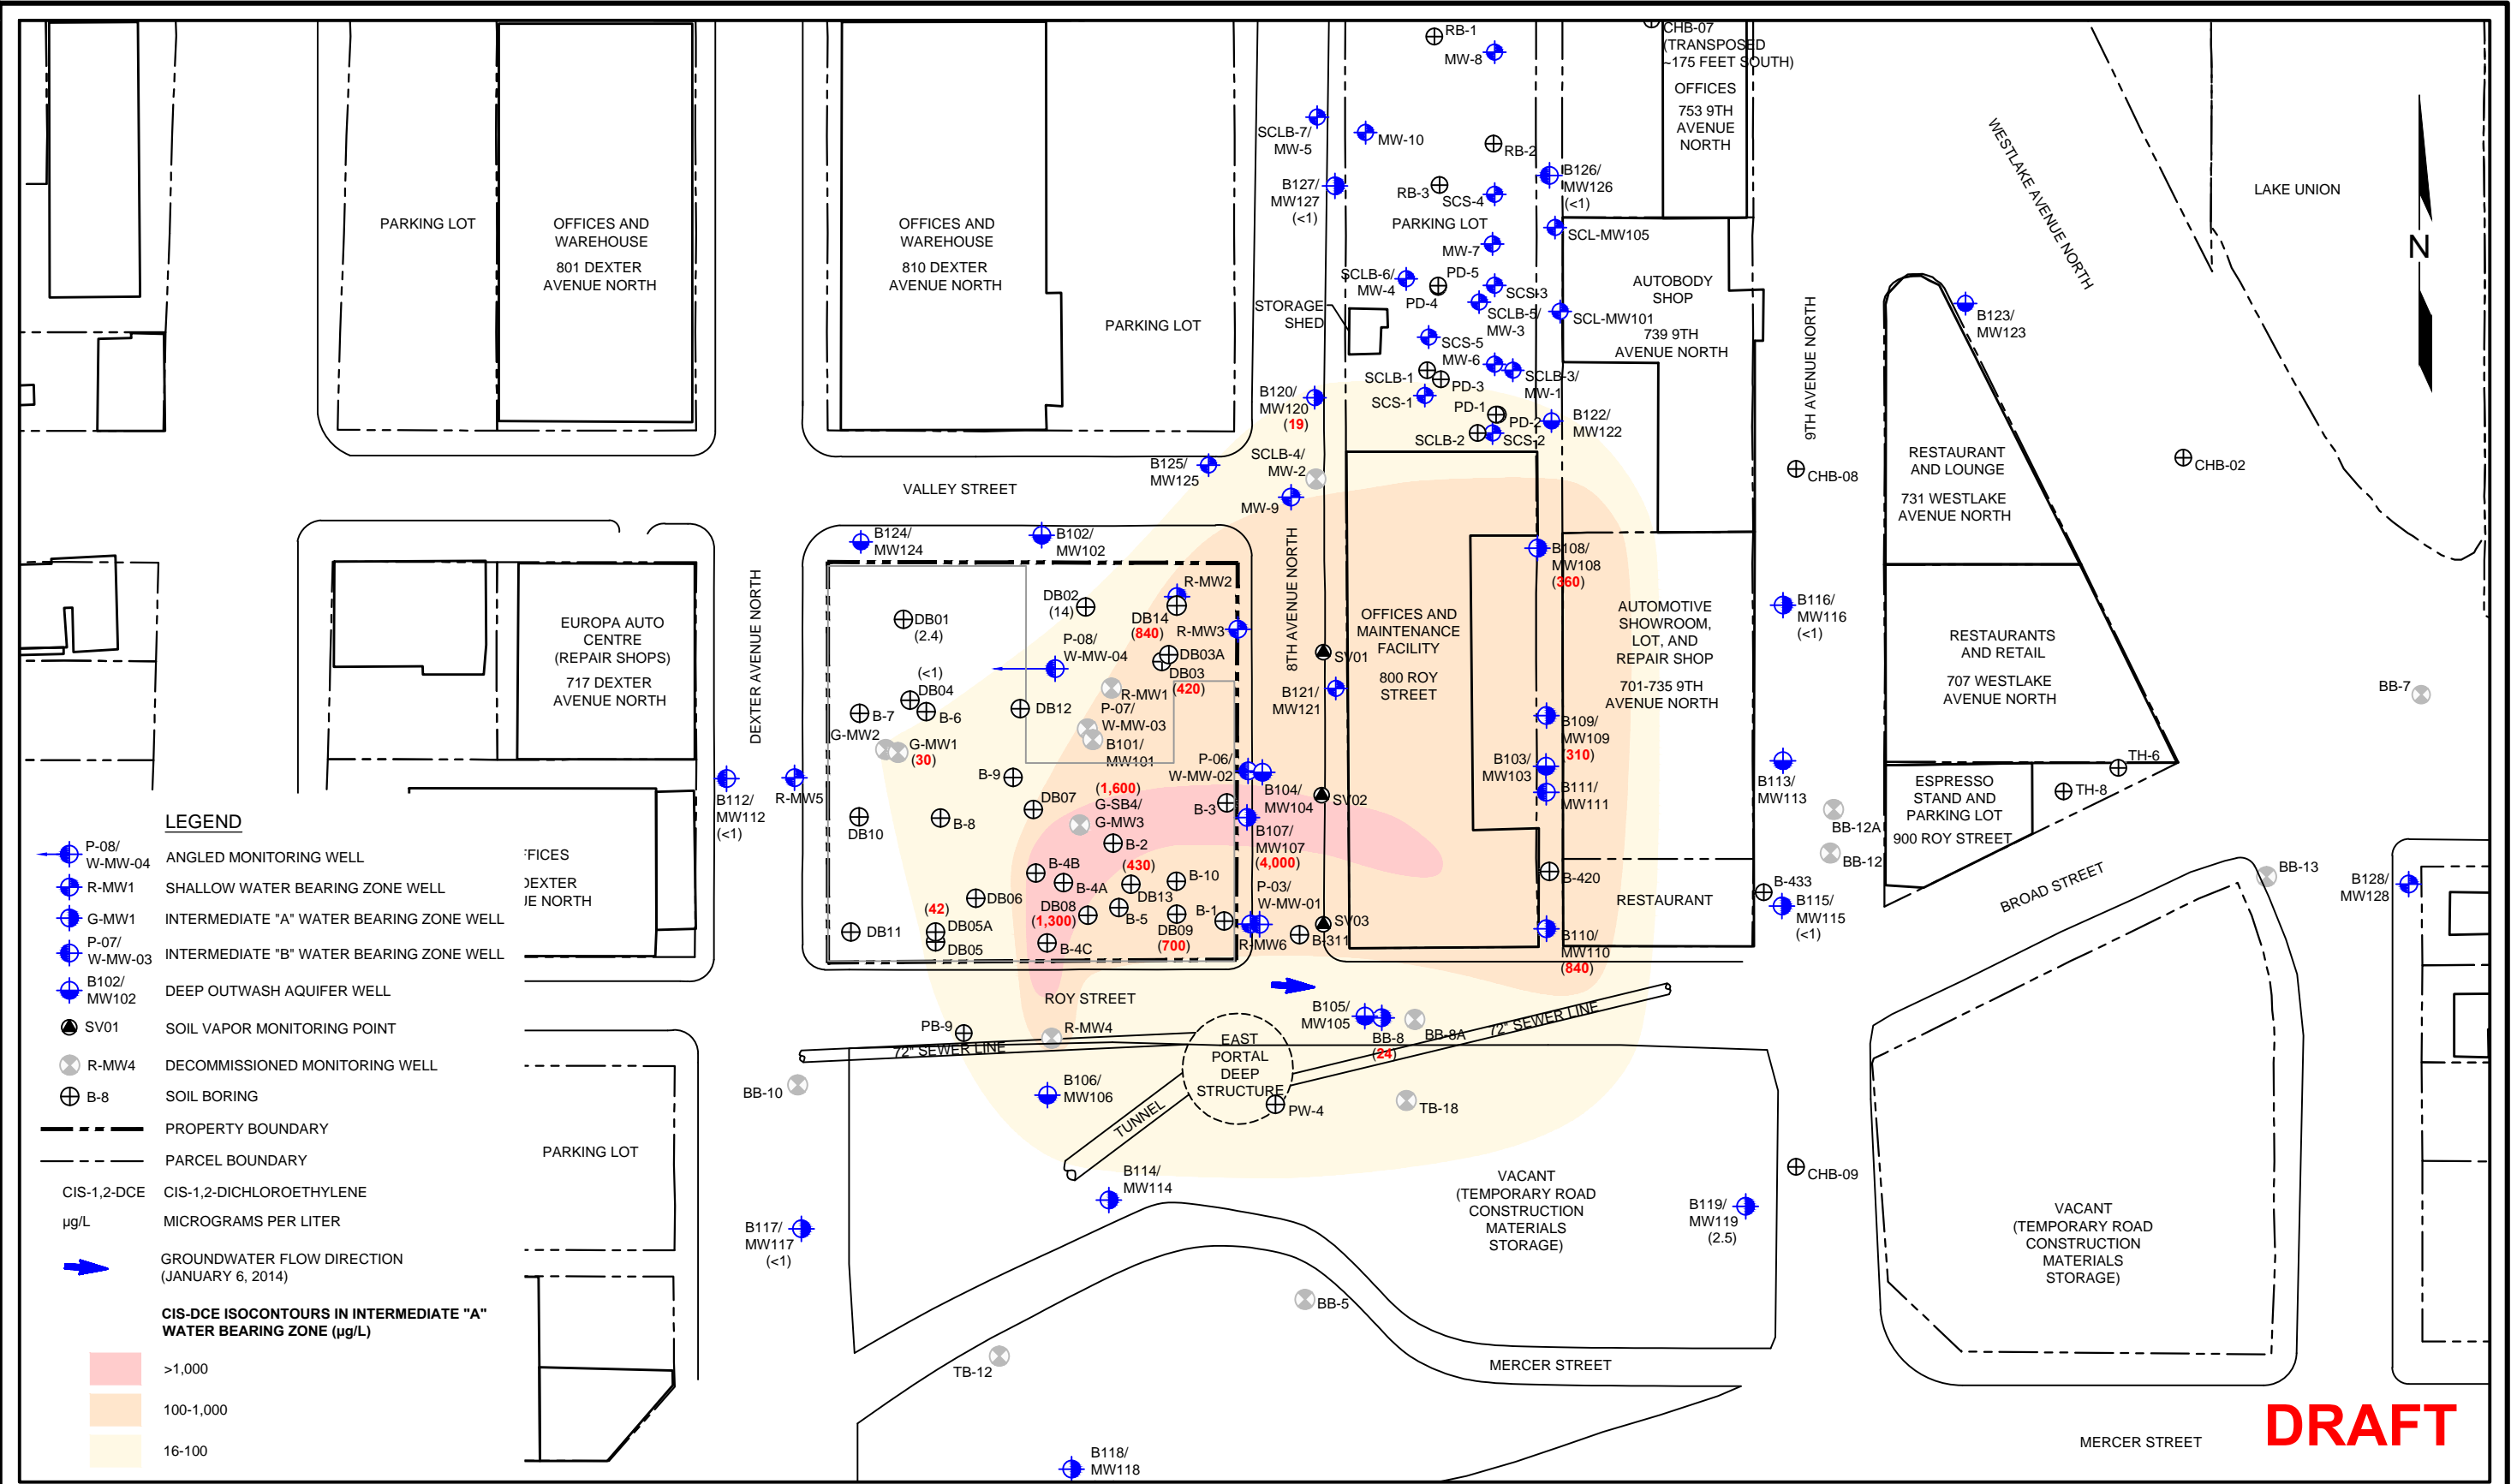 RB-1
MW-8
CHB-07
(TRANSPOSED
~175 FEET SOUTH)
OFFICES
753 9TH
AVENUE
NORTH
WESTLAKE AVENUE NORTH
LAKE UNION
N
SCLB-7/
MW-5
MW-10
RB-2
B127/
MW127
(<1)
RB-3
SCS-4
B126/
MW126
(<1)
PARKING LOT
SCL-MW105
MW-7
PARKING LOT
OFFICES AND
WAREHOUSE
801 DEXTER
AVENUE NORTH
OFFICES AND
WAREHOUSE
810 DEXTER
AVENUE NORTH
PARKING LOT
SCLB-6/
MW-4
PD-5
PD-4
SCS-3
SCLB-5/
MW-3
STORAGE
SHED
AUTOBODY
SHOP
SCL-MW101
739 9TH
AVENUE NORTH
9TH AVENUE NORTH
B123/
MW123
SCS-5
MW-6
SCLB-1
PD-3
SCLB-3/
MW-1
SCS-1
PD-1
PD-2
SCLB-2
SCS-2
B122/
MW122
B120/
MW120
(19)
SCLB-4/
MW-2
B125/
MW125
MW-9
VALLEY STREET
CHB-08
CHB-02
RESTAURANT
AND LOUNGE
731 WESTLAKE
AVENUE NORTH
B124/
MW124
B102/
MW102
8TH AVENUE NORTH
DEXTER AVENUE NORTH
B108/
MW108
(360)
EUROPA AUTO
CENTRE
(REPAIR SHOPS)
717 DEXTER
AVENUE NORTH
DB01
(2.4)
DB02
(14)
R-MW2
DB14
(840)
R-MW3
P-08/
W-MW-04
DB03A
DB03
(420)
(<1)
DB04
B-6
B-7
DB12
R-MW1
P-07/
W-MW-03
B101/
MW101
G-MW2
G-MW1
(30)
SV01
B121/
MW121
OFFICES AND
MAINTENANCE
FACILITY
800 ROY
STREET
AUTOMOTIVE
SHOWROOM,
LOT, AND
REPAIR SHOP
701-735 9TH
AVENUE NORTH
B116/
MW116
(<1)
RESTAURANTS
AND RETAIL
707 WESTLAKE
AVENUE NORTH
BB-7
B109/
MW109
(310)
B103/
MW103
B111/
MW111
B113/
MW113
TH-6
TH-8
ESPRESSO
STAND AND
PARKING LOT
900 ROY STREET
BB-12A
BB-12
P-06/
W-MW-02
B104/
MW104
SV02
B-9
B112/
MW112
(<1)
R-MW5
DB10
B-8
DB07
(1,600)
G-SB4/
G-MW3
B-3
B107/
MW107
(4,000)
B-2
(430)
B-4B
B-4A
DB13
B-10
B-420
P-03/
W-MW-01
DB06
DB08
(1,300)
B-5
B-1
DB09
(700)
(42)
DB05A
DB05
DB11
B-4C
R-MW6
B-311
SV03
B110/
MW110
(840)
RESTAURANT
B-433
B115/
MW115
(<1)
BROAD STREET
BB-13
B128/
MW128
FFICES
DEXTER
UE NORTH
ROY STREET
PB-9
R-MW4
72" SEWER LINE
EAST
PORTAL
DEEP
STRUCTURE
B105/
MW105
BB-8
(24)
BB-8A
72" SEWER LINE
BB-10
B106/
MW106
TUNNEL
PW-4
TB-18
PARKING LOT
B114/
MW114
B117/
MW117
(<1)
VACANT
(TEMPORARY ROAD
CONSTRUCTION
MATERIALS
STORAGE)
B119/
MW119
(2.5)
CHB-09
VACANT
(TEMPORARY ROAD
CONSTRUCTION
MATERIALS
STORAGE)
BB-5
TB-12
MERCER STREET
B118/
MW118
MERCER STREET
DRAFT
LEGEND
P-08/
W-MW-04
ANGLED MONITORING WELL
R-MW1
SHALLOW WATER BEARING ZONE WELL
G-MW1
INTERMEDIATE "A" WATER BEARING ZONE WELL
P-07/
W-MW-03
INTERMEDIATE "B" WATER BEARING ZONE WELL
B102/
MW102
DEEP OUTWASH AQUIFER WELL
SV01
SOIL VAPOR MONITORING POINT
R-MW4
DECOMMISSIONED MONITORING WELL
B-8
SOIL BORING
PROPERTY BOUNDARY
PARCEL BOUNDARY
CIS-1,2-DCE
CIS-1,2-DICHLOROETHYLENE
µg/L
MICROGRAMS PER LITER
GROUNDWATER FLOW DIRECTION
(JANUARY 6, 2014)
CIS-DCE ISOCONTOURS IN INTERMEDIATE "A"
WATER BEARING ZONE (µg/L)
>1,000
100-1,000
16-100